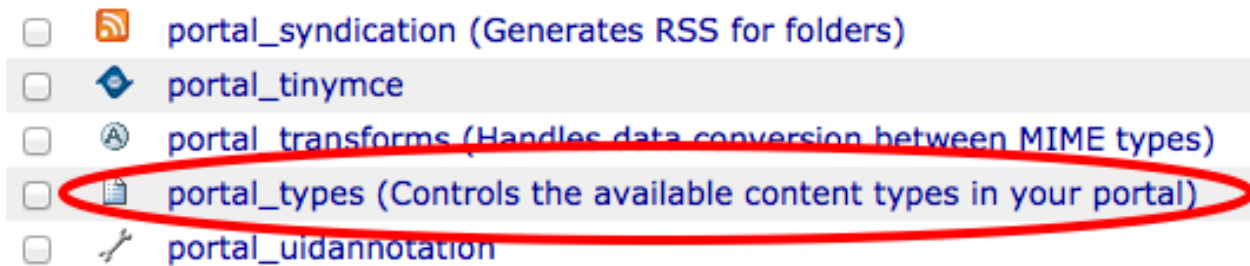 portal_syndication (Generates RSS for folders)
portal_tinymce
portal_transforms (Handles data conversion between MIME types)
portal_types (Controls the available content types in your portal)
portal_uidannotation